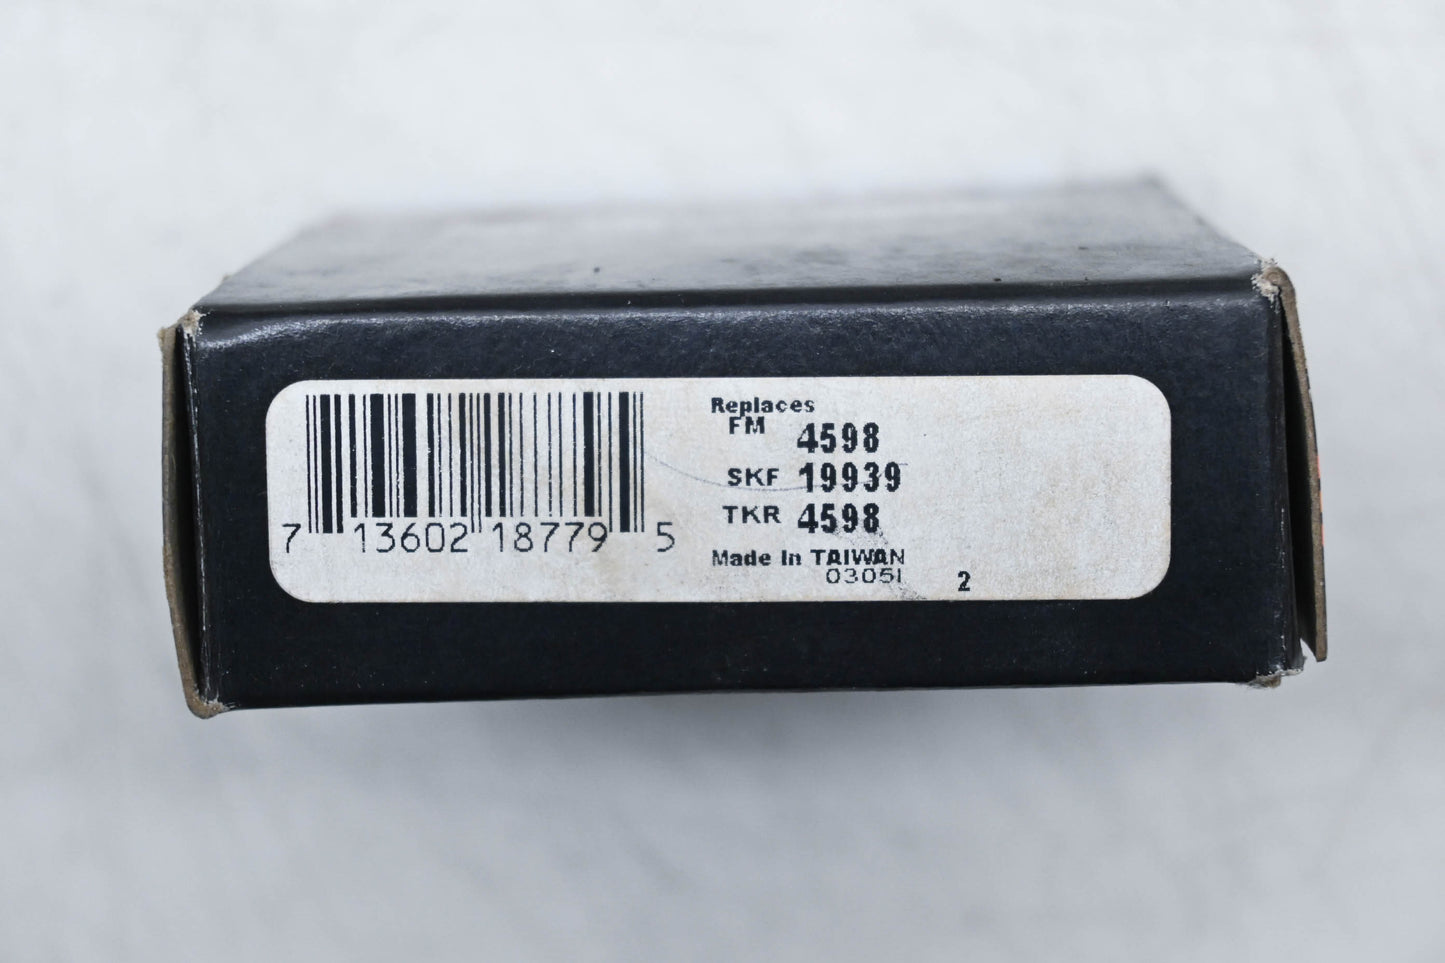 7 13602 18779 5
Replaces
FM 4598
SKF 19939
TKR 4598
Made In TAIWAN
03051
2